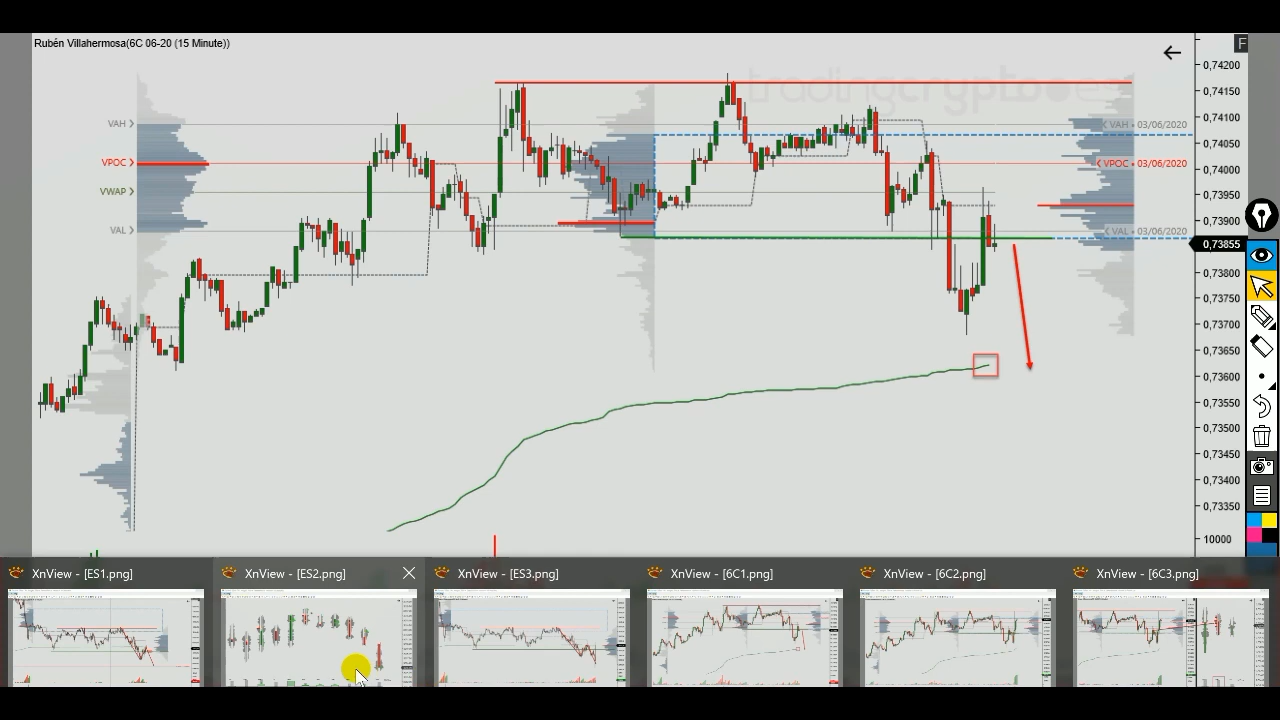 Rubén Villahermosa(6C 06-20 (15 Minute))
F
tradingcrypto.es
0,74200
0,74150
0,74100
0,74050
0,74000
0,73950
0,73900
0,73855
0,73800
0,73750
0,73700
0,73650
0,73600
0,73550
0,73500
0,73450
0,73400
0,73350
10000
VAH
VPOC
VWAP
VAL
VAH • 03/06/2020
VPOC • 03/06/2020
VAL • 03/06/2020
XnView - [ES1.png]
XnView - [ES2.png]
XnView - [ES3.png]
XnView - [6C1.png]
XnView - [6C2.png]
XnView - [6C3.png]